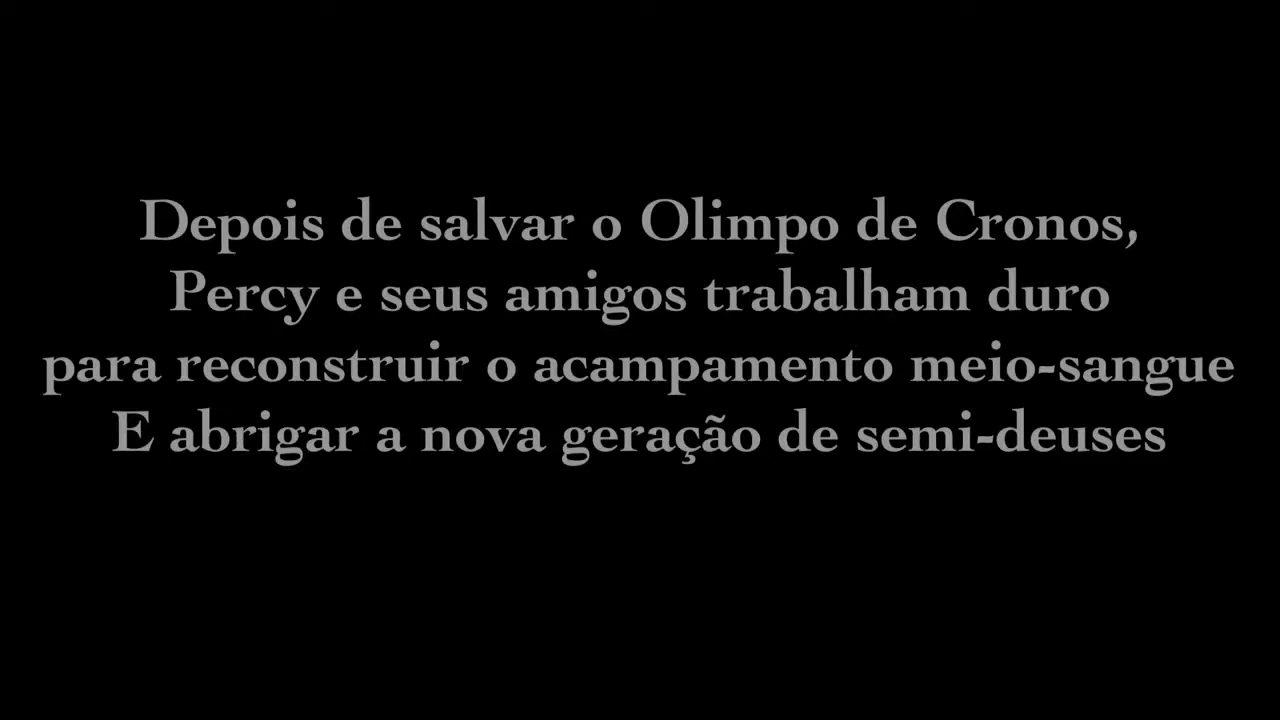 Depois de salvar o Olimpo de Cronos,
Percy e seus amigos trabalham duro
para reconstruir o acampamento meio-sangue
E abrigar a nova geração de semi-deuses